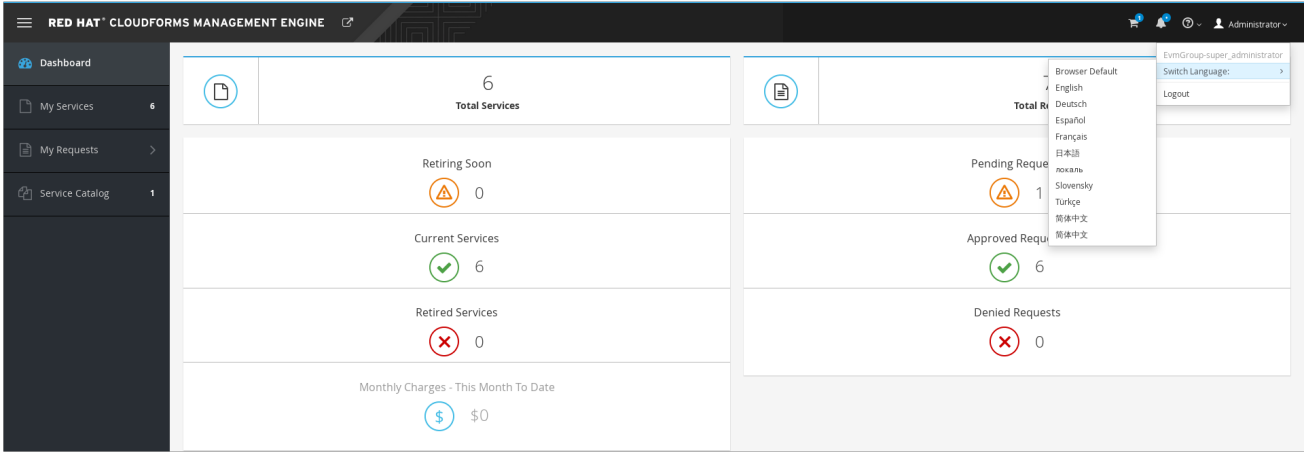 RED HAT® CLOUDFORMS MANAGEMENT ENGINE
1
Administrator
EvmGroup-super_administrator
Switch Language:
Logout
Browser Default
English
Deutsch
Español
Français
日本語
локаль
Slovensky
Türkçe
简体中文
简体中文
Dashboard
My Services 6
My Requests
Service Catalog 1
6
Total Services
Retiring Soon
0
Current Services
6
Retired Services
0
Monthly Charges - This Month To Date
$ $0
Total
Pending Reque
1
Approved Requ
6
Denied Requests
0